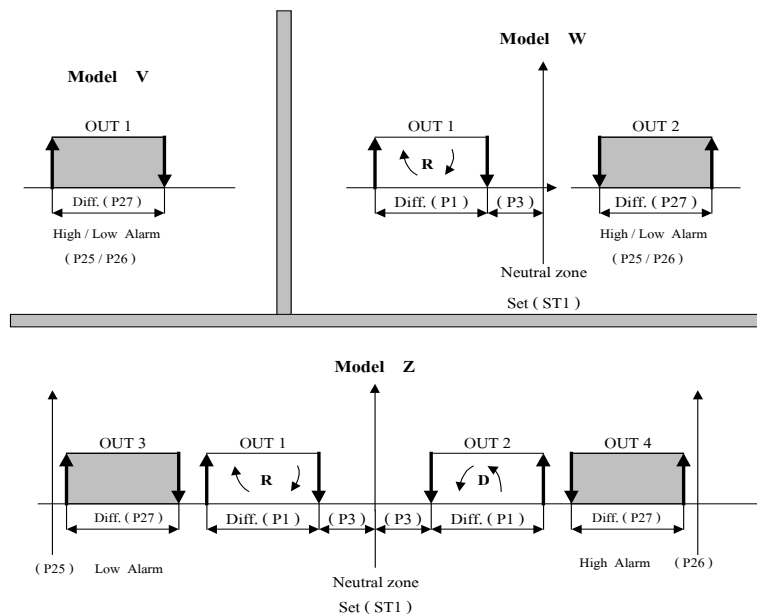 Model V
OUT 1
Diff. ( P27 )
High / Low Alarm
( P25 / P26 )
Model W
OUT 1
OUT 2
R
Diff. ( P1 )
( P3 )
Diff. ( P27 )
High / Low Alarm
( P25 / P26 )
Neutral zone
Set ( ST1 )
Model Z
OUT 3
OUT 1
OUT 2
OUT 4
R
D
Diff. ( P27 )
Diff. ( P1 )
( P3 )
( P3 )
Diff. ( P1 )
Diff. ( P27 )
( P25 )
Low Alarm
High Alarm
( P26 )
Neutral zone
Set ( ST1 )